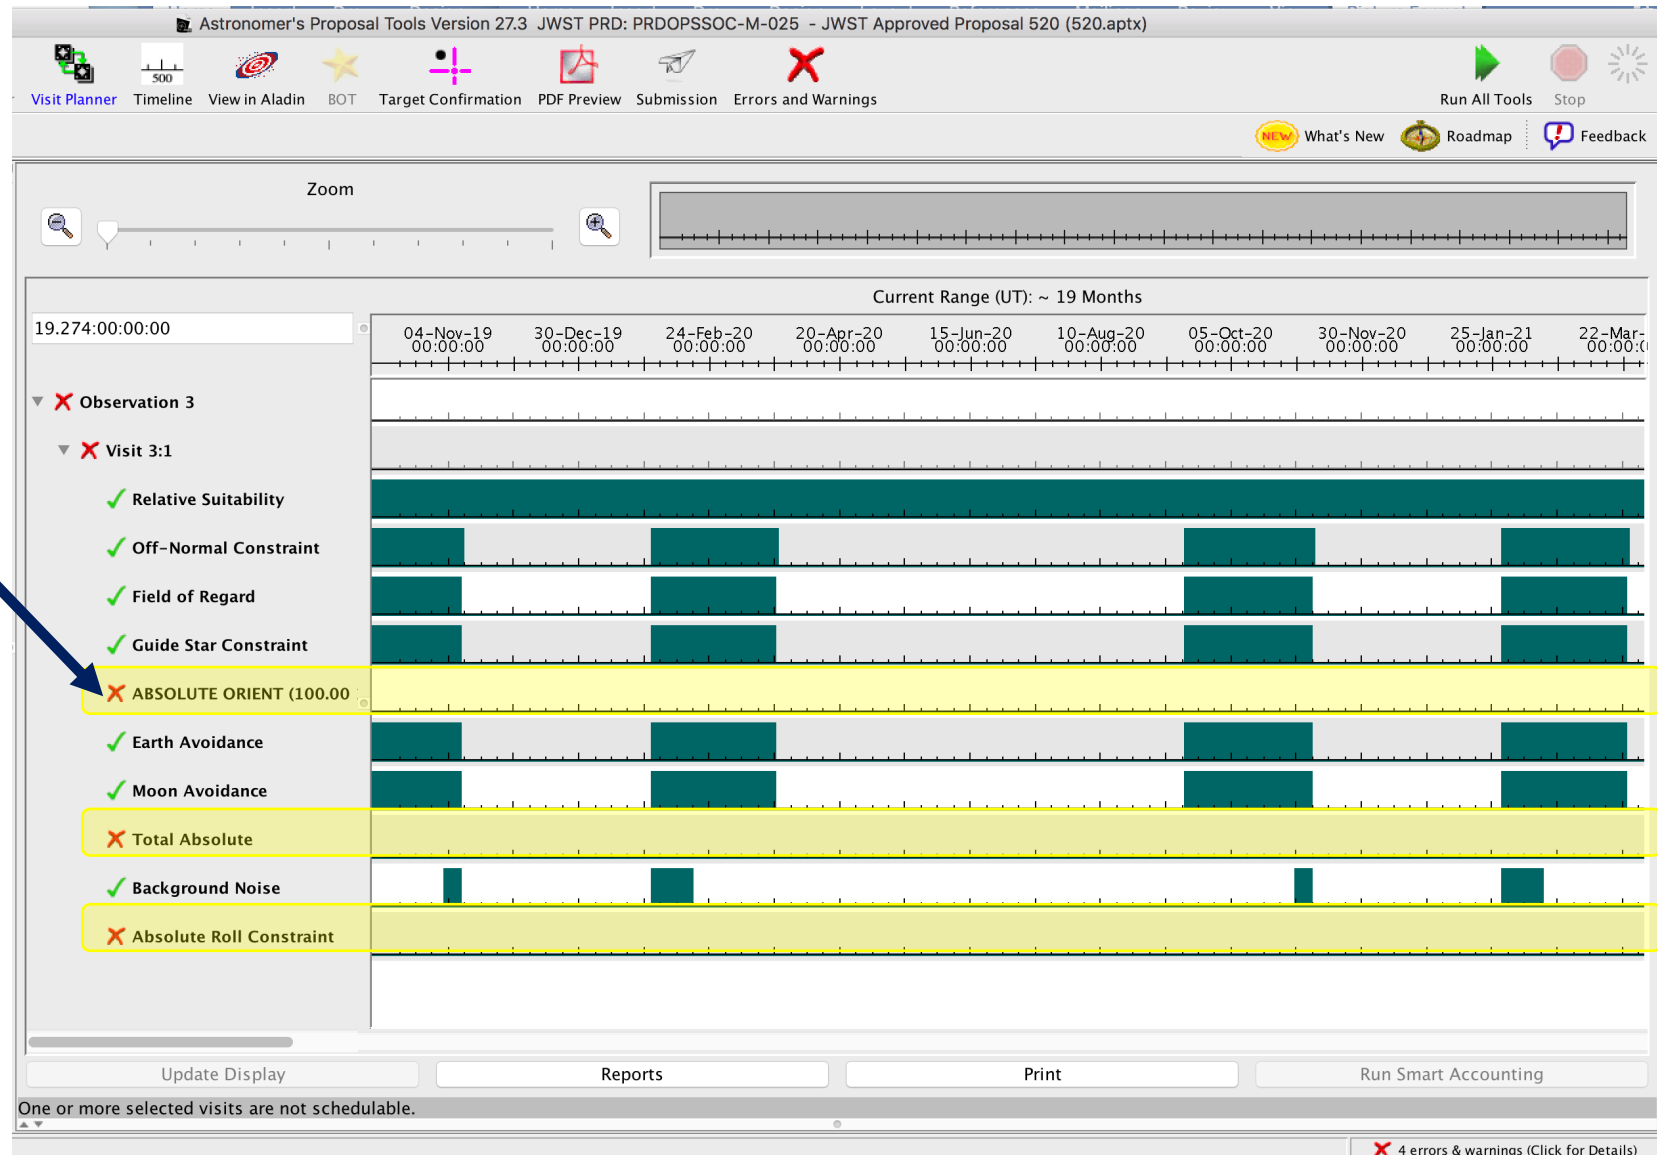 Astronomer's Proposal Tools Version 27.3 JWST PRD: PRDOPSSOC-M-025 - JWST Approved Proposal 520 (520.aptx)
500
Visit Planner Timeline View in Aladin BOT Target Confirmation PDF Preview Submission Errors and Warnings Run All Tools Stop
NEW What's New Roadmap Feedback
Zoom
Current Range (UT): ~ 19 Months
19.274:00:00:00
04-Nov-19 30-Dec-19 24-Feb-20 20-Apr-20 15-Jun-20 10-Aug-20 05-Oct-20 30-Nov-20 25-Jan-21 22-Mar-
00:00:00 00:00:00 00:00:00 00:00:00 00:00:00 00:00:00 00:00:00 00:00:00 00:00:00 00:00:0
Observation 3
Visit 3:1
Relative Suitability
Off-Normal Constraint
Field of Regard
Guide Star Constraint
ABSOLUTE ORIENT (100.00
Earth Avoidance
Moon Avoidance
Total Absolute
Background Noise
Absolute Roll Constraint
Update Display Reports Print Run Smart Accounting
One or more selected visits are not schedulable.
4 errors & warnings (Click for Details)